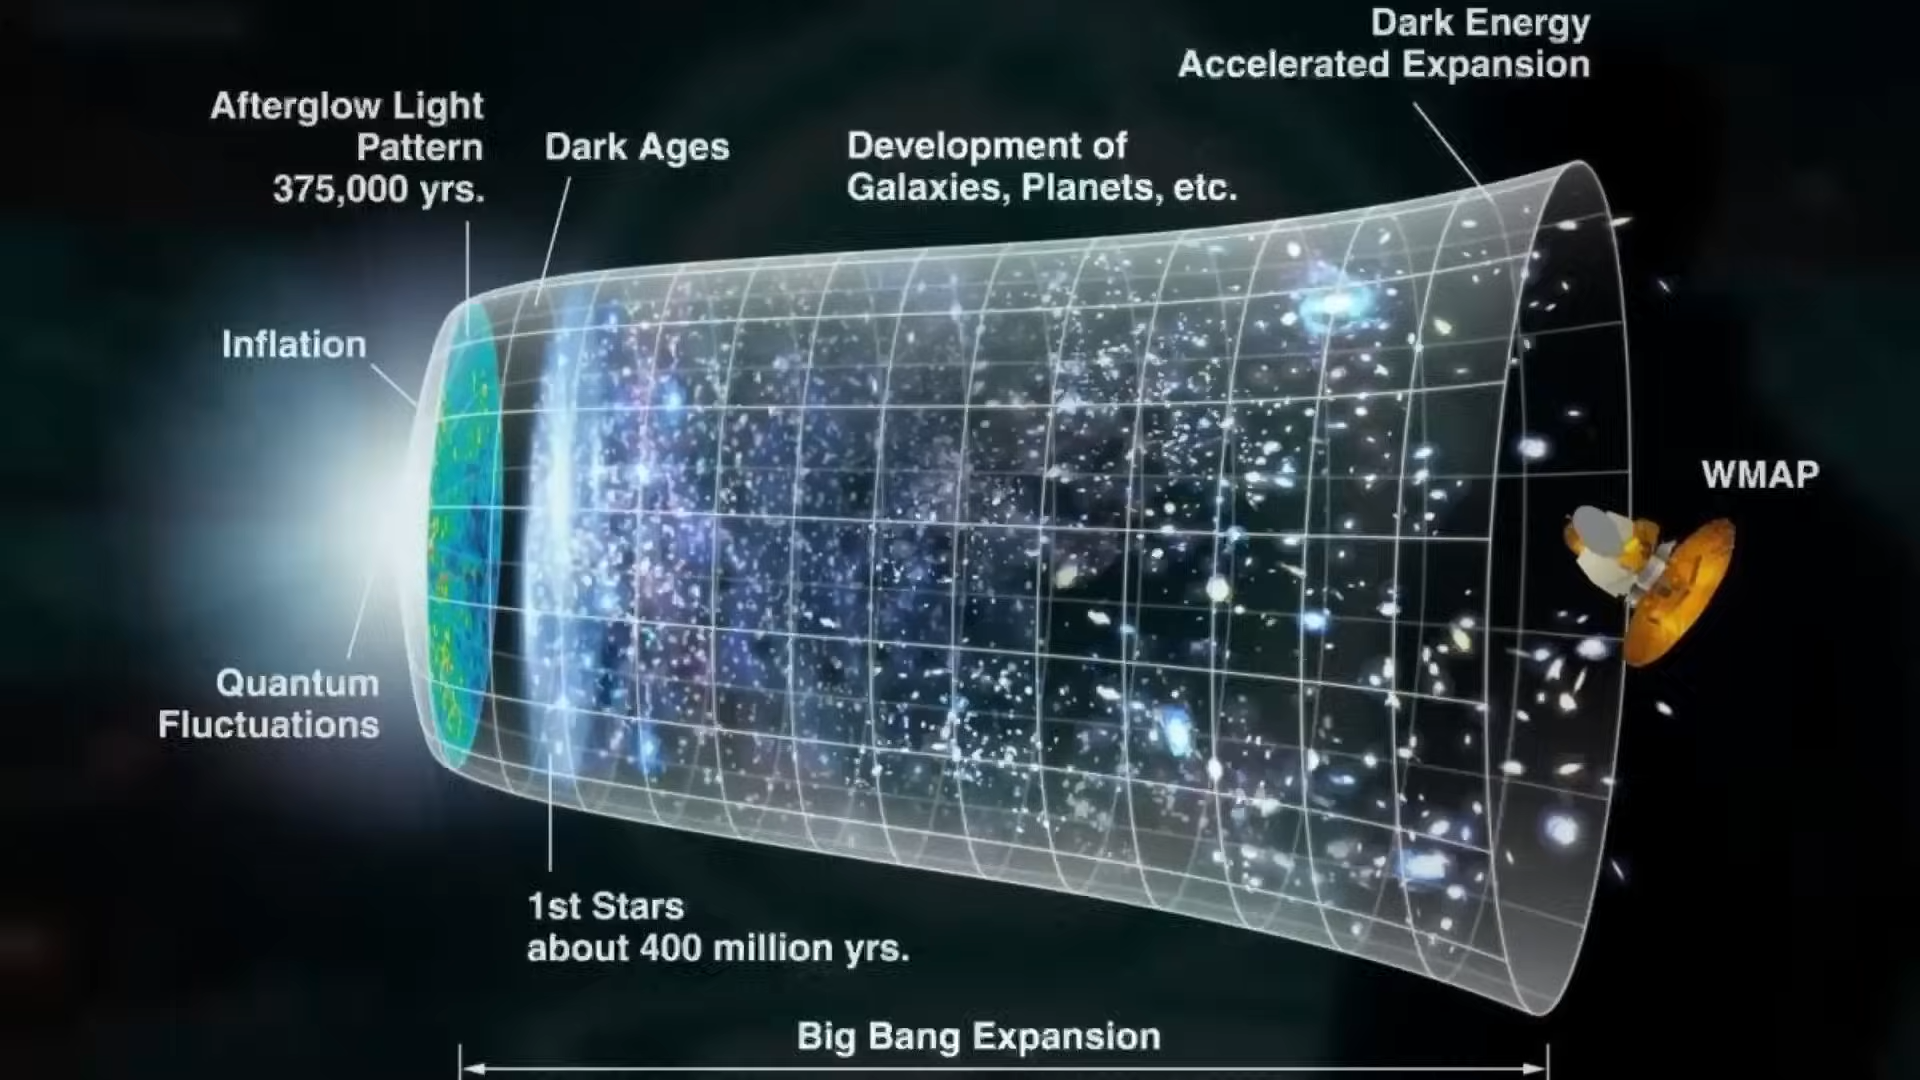 Dark Energy
Accelerated Expansion
Afterglow Light
Pattern
375,000 yrs.
Dark Ages
Development of
Galaxies, Planets, etc.
Inflation
WMAP
Quantum
Fluctuations
1st Stars
about 400 million yrs.
Big Bang Expansion